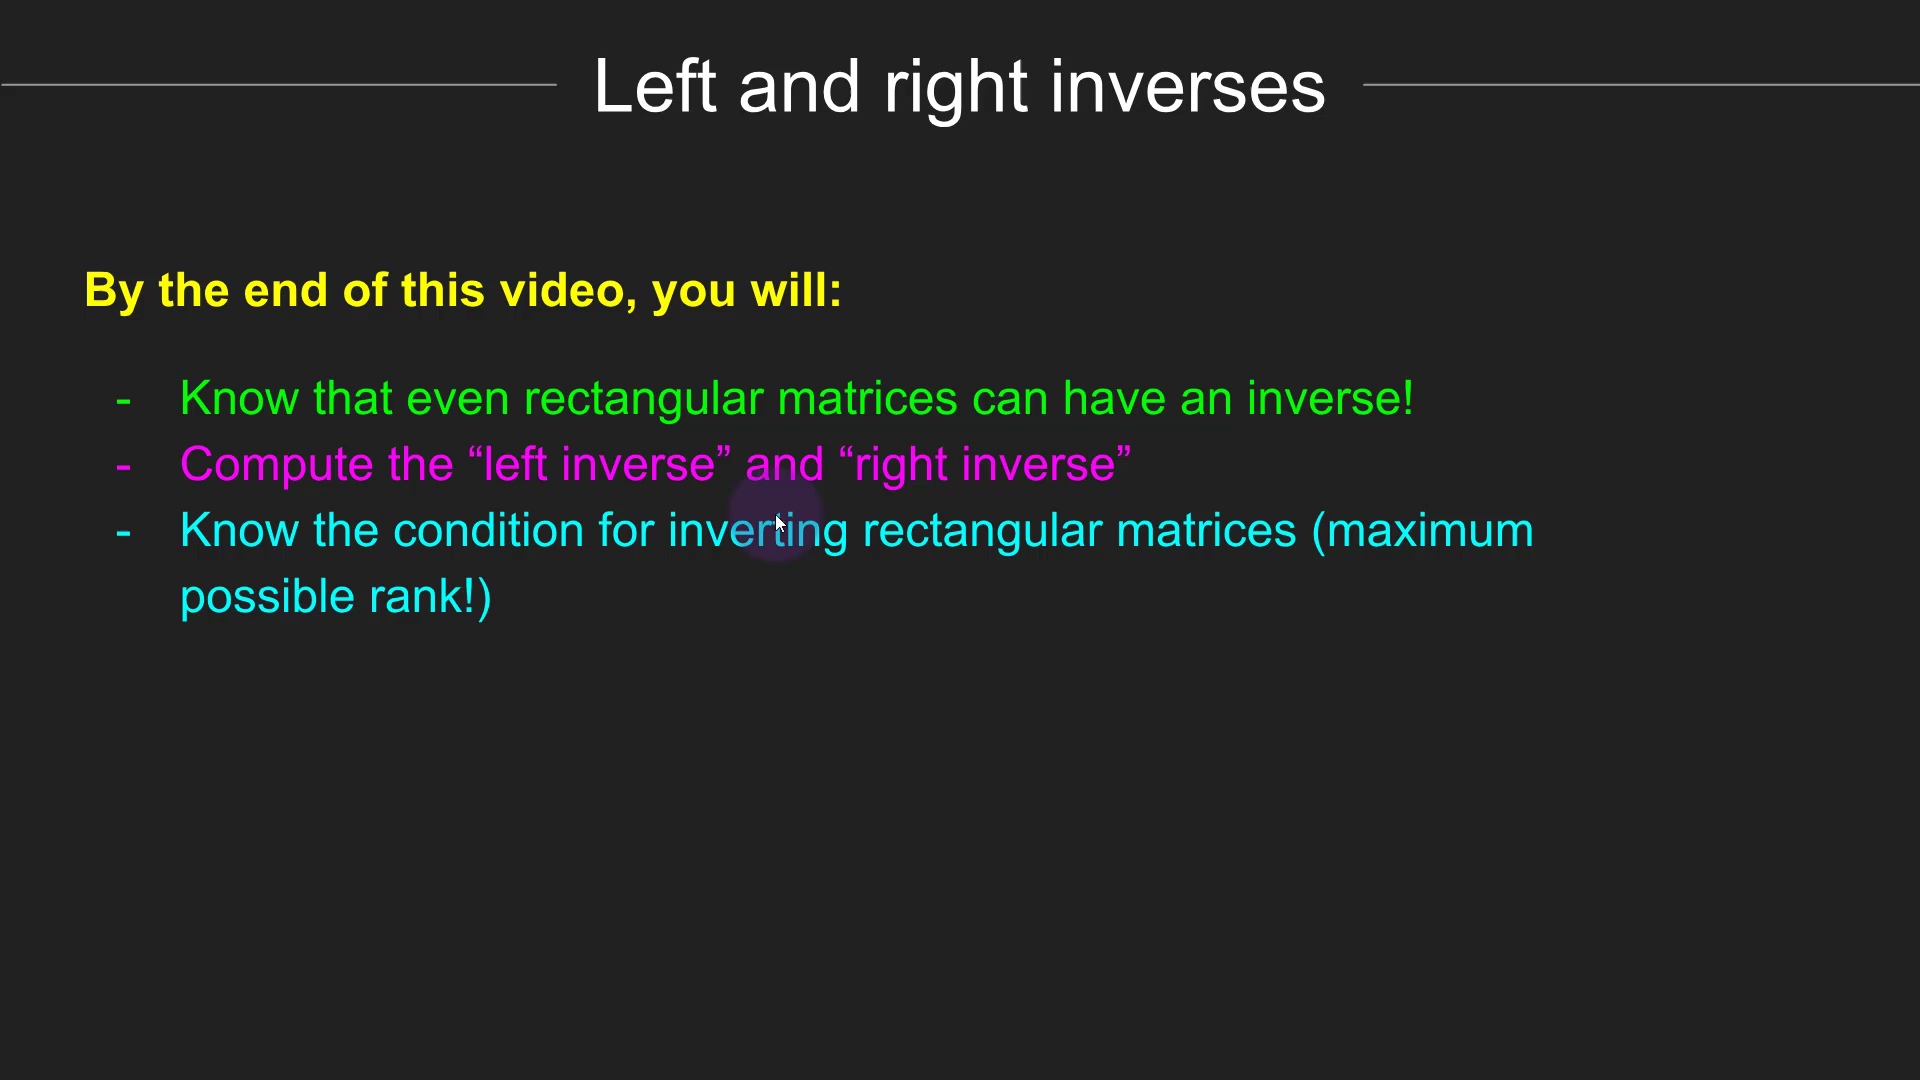 Left and right inverses
By the end of this video, you will:
- Know that even rectangular matrices can have an inverse!
- Compute the “left inverse” and “right inverse”
- Know the condition for inverting rectangular matrices (maximum
possible rank!)